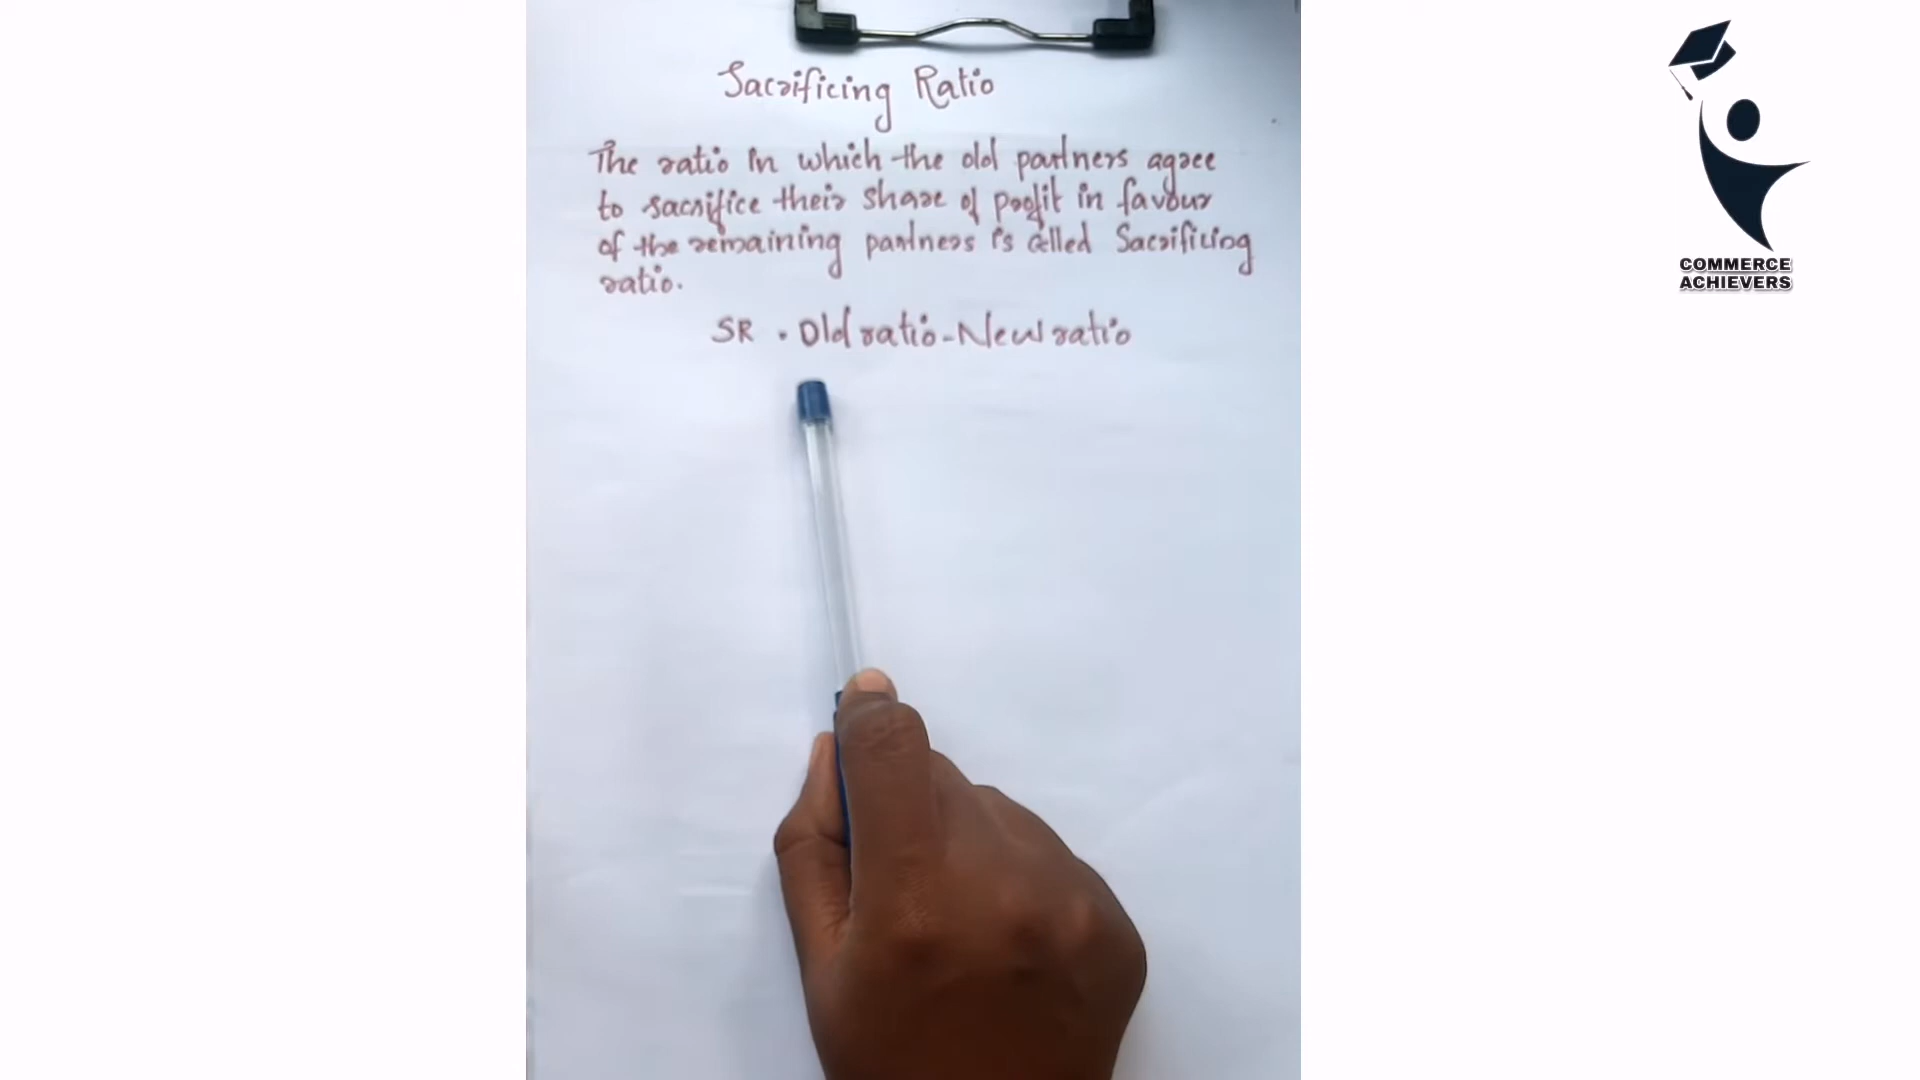 Sacrificing Ratio
The ratio in which the old partners agree
to sacrifice their share of profit in favour
of the remaining partners is called Sacrificing
ratio.
SR = Old ratio - New ratio
COMMERCE
ACHIEVERS